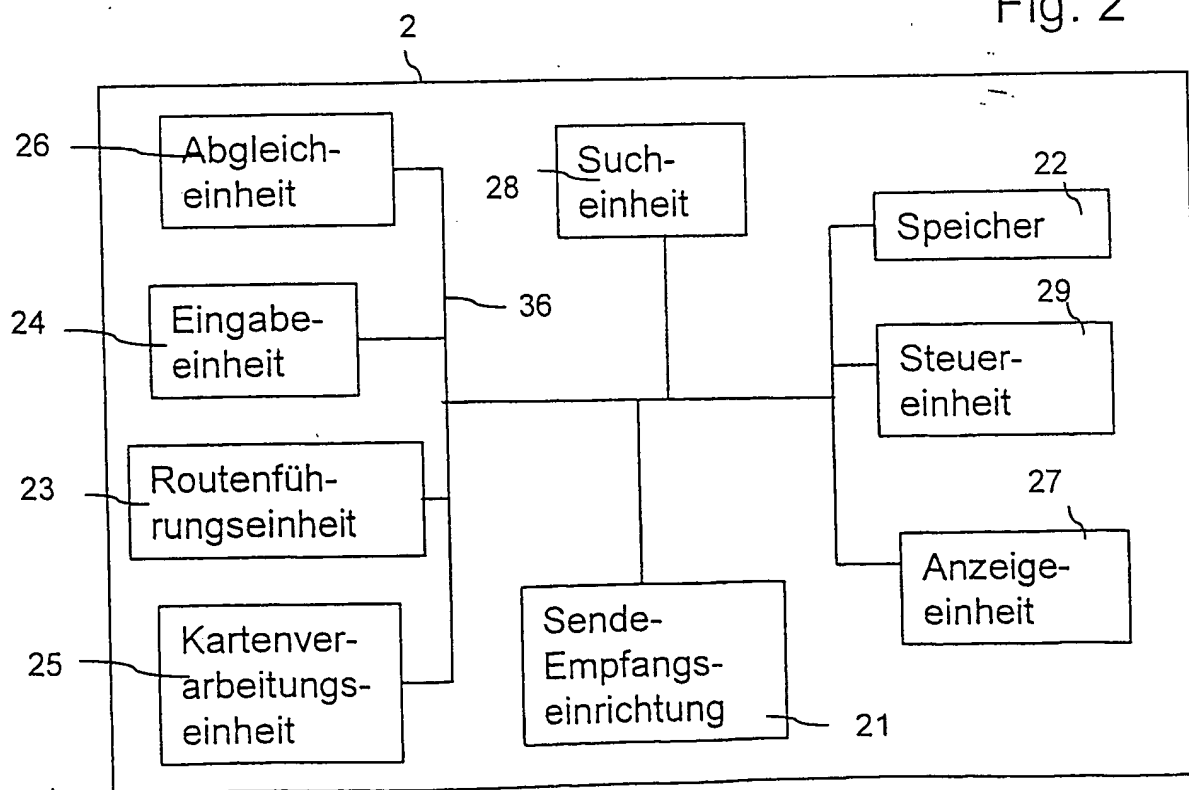 Fig. 2
2
26
Abgleich-
einheit
28
Such-
einheit
22
Speicher
24
Eingabe-
einheit
36
29
Steuer-
einheit
23
Routenfüh-
rungseinheit
27
Anzeige-
einheit
25
Kartenver-
arbeitungs-
einheit
Sende-
Empfangs-
einrichtung
21